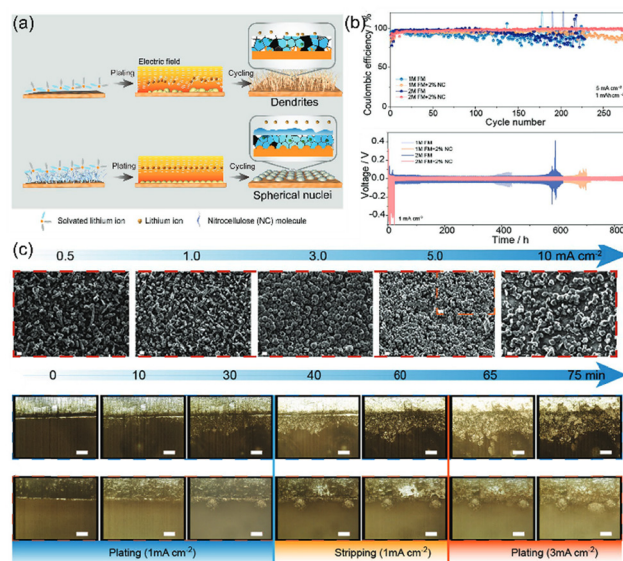 (a)
Electric field
Plating
Cycling
Dendrites
Plating
Cycling
Spherical nuclei
Solvated lithium ion
Lithium ion
Nitrocellulose (NC) molecule
(b)
Coulombic efficiency / %
100
80
60
40
20
0
1M FM
1M FM+2% NC
2M FM
2M FM+2% NC
5 mA cm⁻²
1 mAh cm⁻²
0 50 100 150 200 250
Cycle number
Voltage / V
0.4
0.2
0.0
-0.2
-0.4
1M FM
1M FM+2% NC
2M FM
2M FM+2% NC
1 mA cm⁻²
0 200 400 600 800
Time / h
(c)
0.5 1.0 3.0 5.0 10 mA cm⁻²
0 10 30 40 60 65 75 min
Plating (1mA cm⁻²) Stripping (1mA cm⁻²) Plating (3mA cm⁻²)